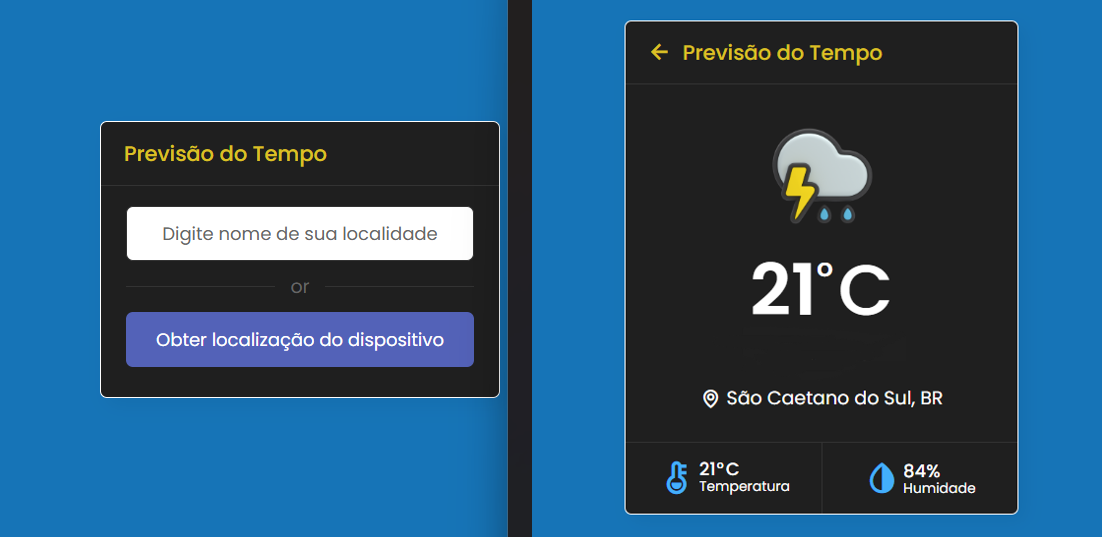 Previsão do Tempo
Digite nome de sua localidade
or
Obter localização do dispositivo
Previsão do Tempo
21°C
São Caetano do Sul, BR
21°C
Temperatura
84%
Humidade